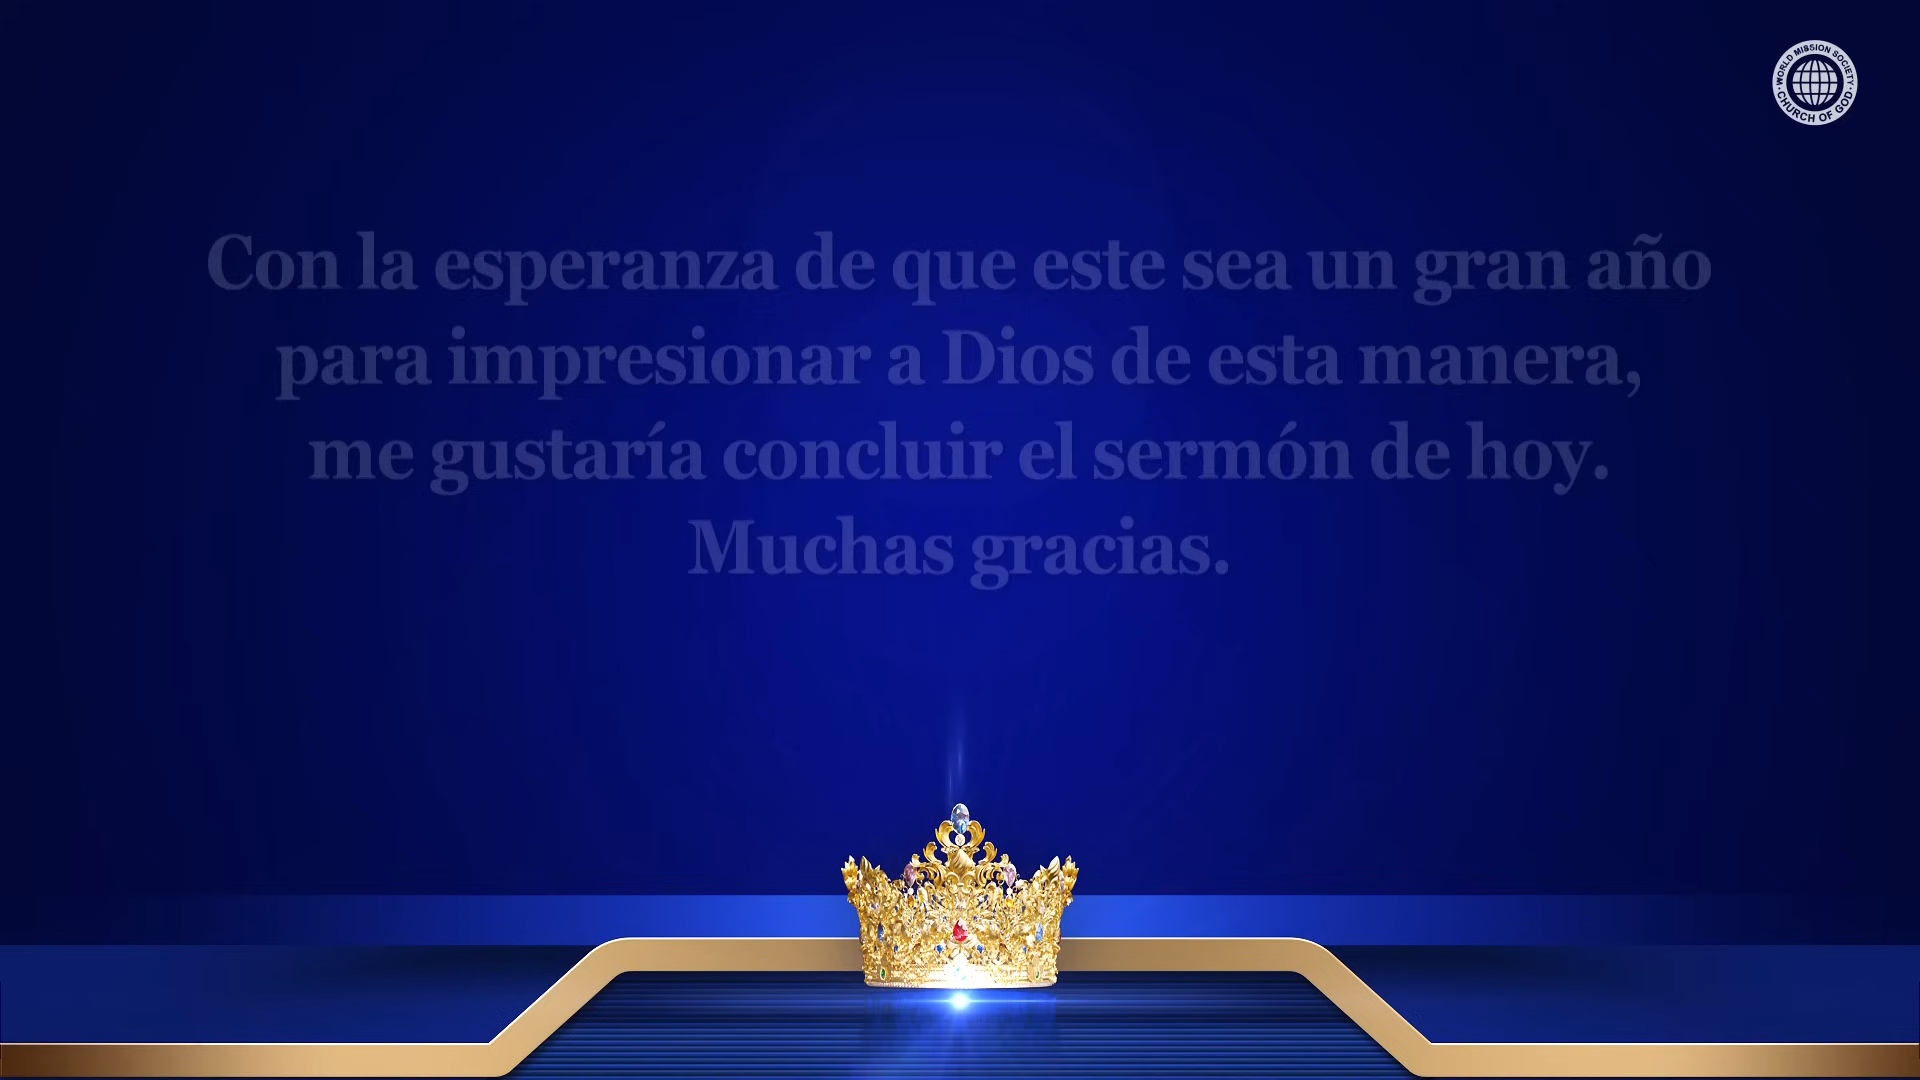 WORLD MISSION SOCIETY
CHURCH OF GOD
Con la esperanza de que este sea un gran año
para impresionar a Dios de esta manera,
me gustaría concluir el sermón de hoy.
Muchas gracias.